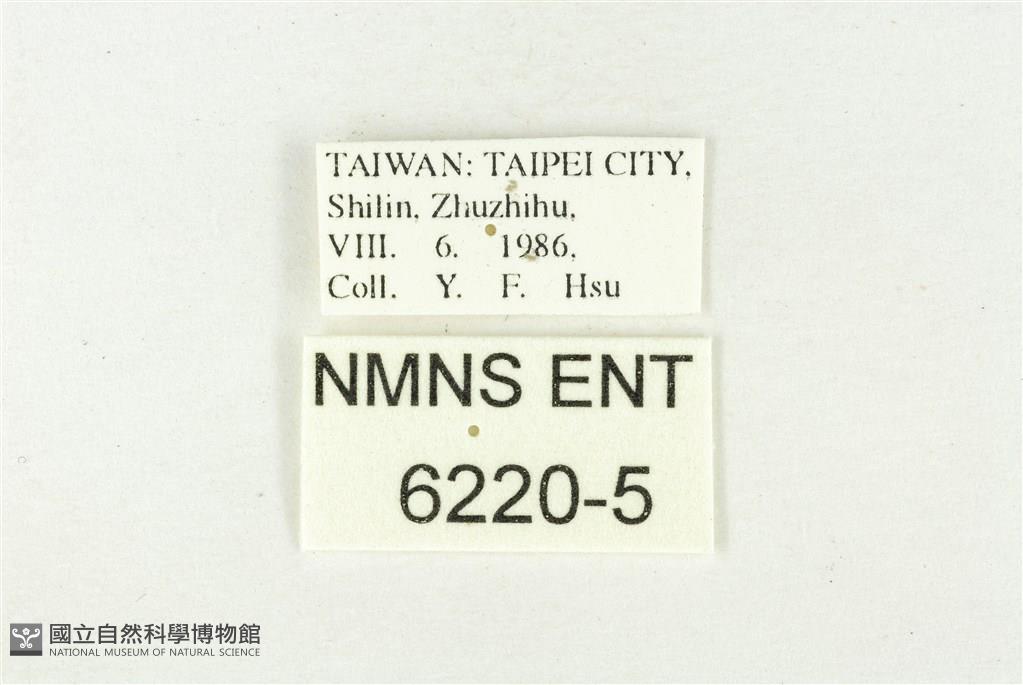 TAIWAN: TAIPEI CITY,
Shilin, Zhuzhihu,
VIII. 6. 1986,
Coll. Y. F. Hsu
NMNS ENT
6220-5
國立自然科學博物館
NATIONAL MUSEUM OF NATURAL SCIENCE